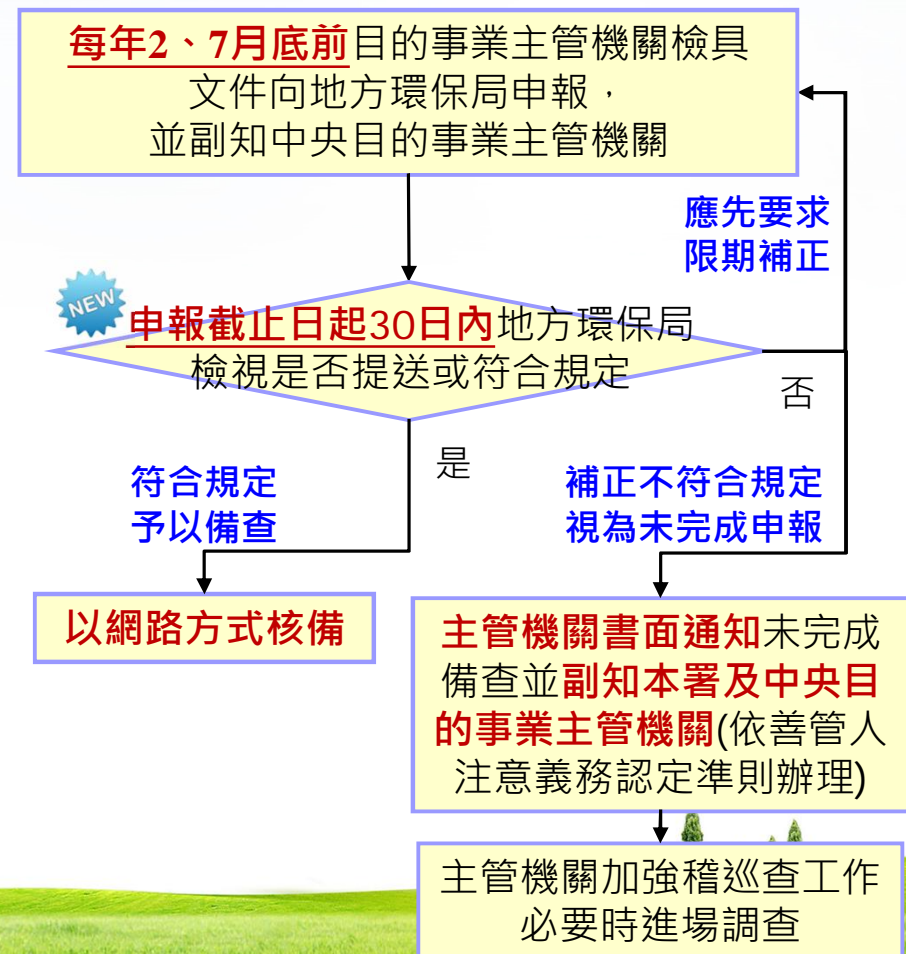 每年2、7月底前目的事業主管機關檢具
文件向地方環保局申報，
並副知中央目的事業主管機關
應先要求
限期補正
NEW
申報截止日起30日內地方環保局
檢視是否提送或符合規定
否
是
符合規定
予以備查
補正不符合規定
視為未完成申報
以網路方式核備
主管機關書面通知未完成
備查並副知本署及中央目
的事業主管機關(依善管人
注意義務認定準則辦理)
主管機關加強稽巡查工作
必要時進場調查